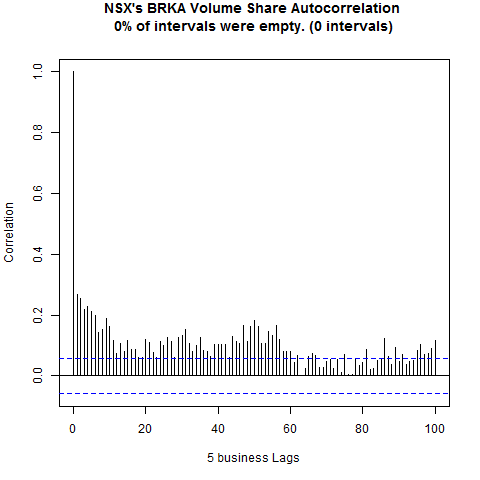 NSX's BRKA Volume Share Autocorrelation
0% of intervals were empty. (0 intervals)
1.0
0.8
0.6
0.4
0.2
0.0
Correlation
0 20 40 60 80 100
5 business Lags